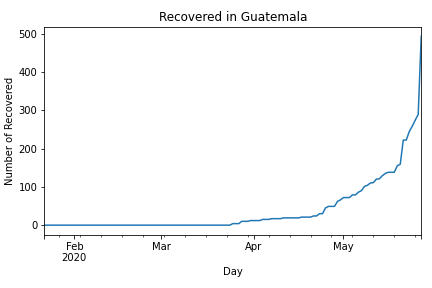 Recovered in Guatemala
500
400
300
200
100
0
Number of Recovered
Feb
2020
Mar
Apr
May
Day